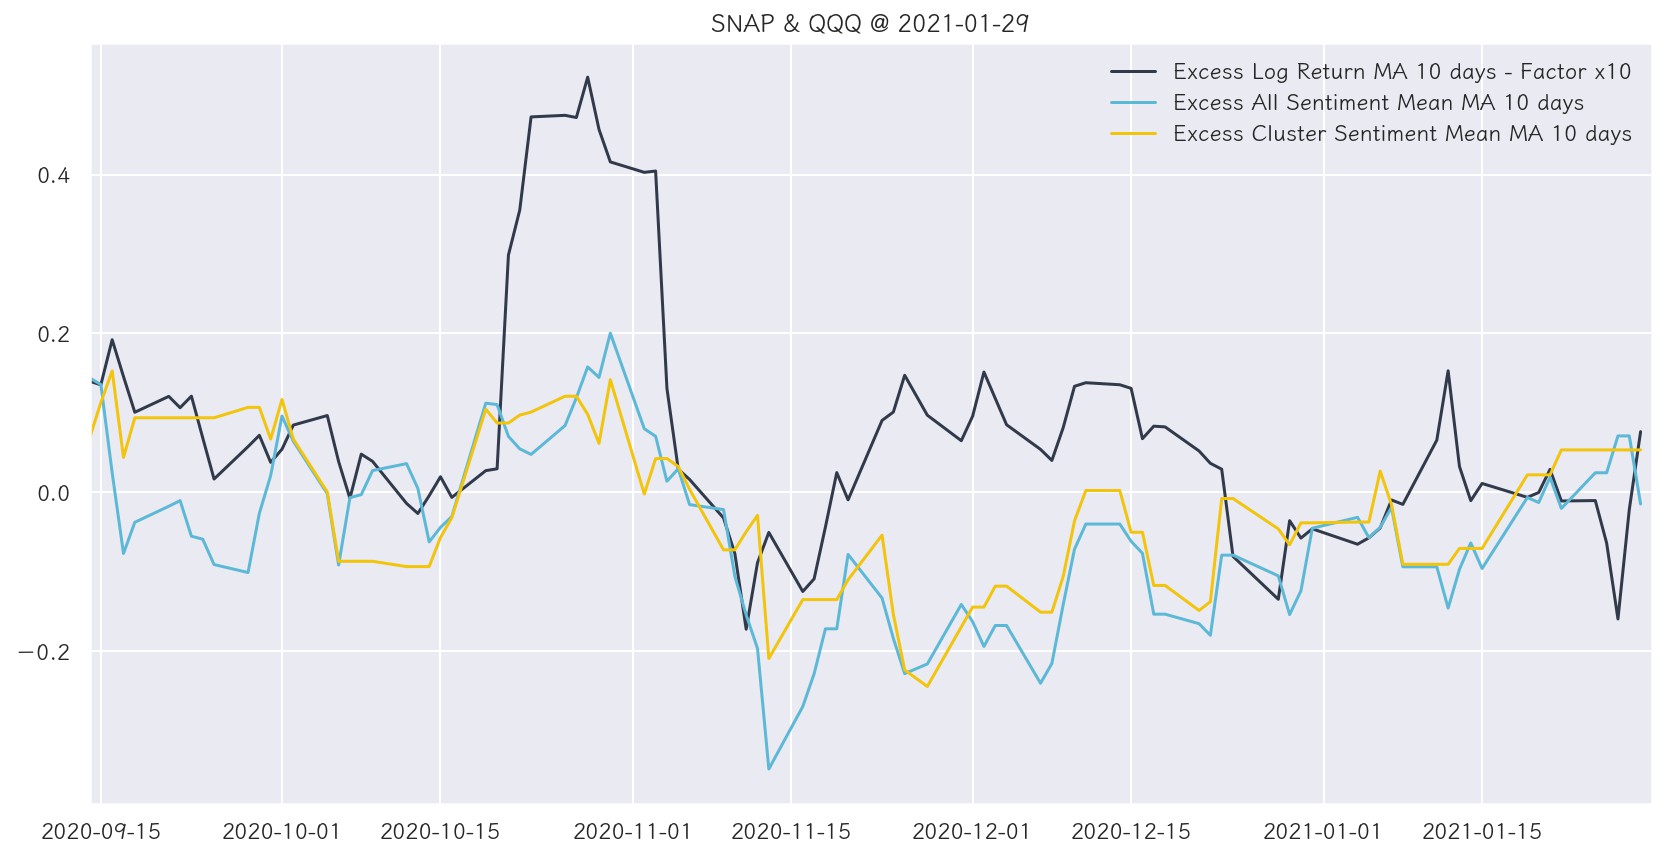 SNAP & QQQ @ 2021-01-29
Excess Log Return MA 10 days - Factor x10
Excess All Sentiment Mean MA 10 days
Excess Cluster Sentiment Mean MA 10 days
0.4
0.2
0.0
−0.2
2020-09-15 2020-10-01 2020-10-15 2020-11-01 2020-11-15 2020-12-01 2020-12-15 2021-01-01 2021-01-15